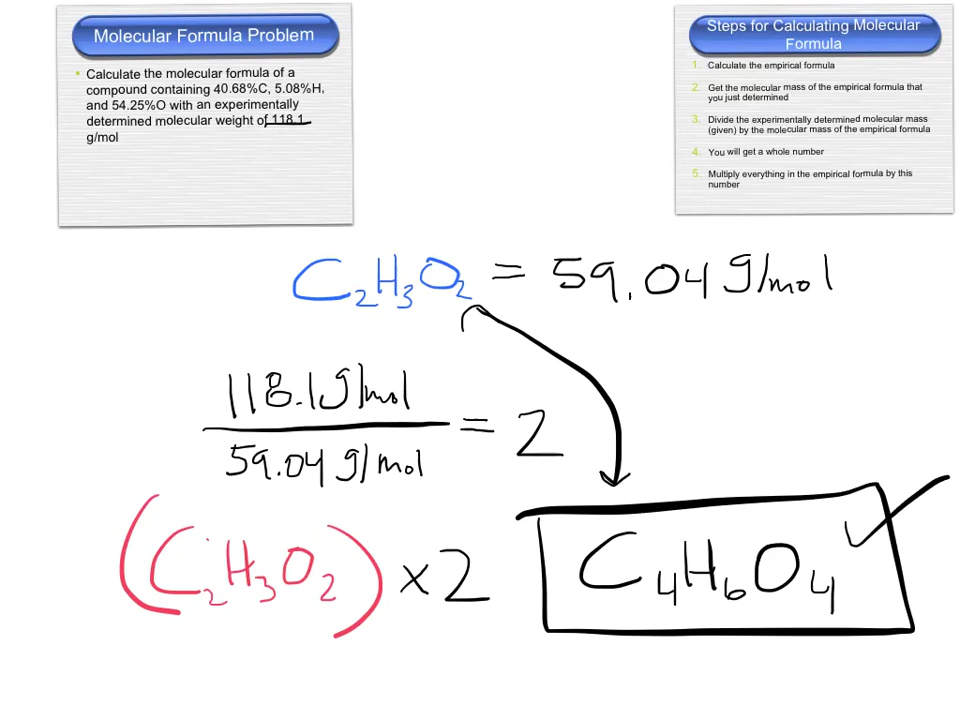 Molecular Formula Problem
Calculate the molecular formula of a
compound containing 40.68%C, 5.08%H,
and 54.25%O with an experimentally
determined molecular weight of 118.1
g/mol
Steps for Calculating Molecular
Formula
1. Calculate the empirical formula
2. Get the molecular mass of the empirical formula that
you just determined
3. Divide the experimentally determined molecular mass
(given) by the molecular mass of the empirical formula
4. You will get a whole number
5. Multiply everything in the empirical formula by this
number
C₂H₃O₂ = 59.04 g/mol
118.1 g/mol
59.04 g/mol
= 2
(C₂H₃O₂) × 2
C₄H₆O₄